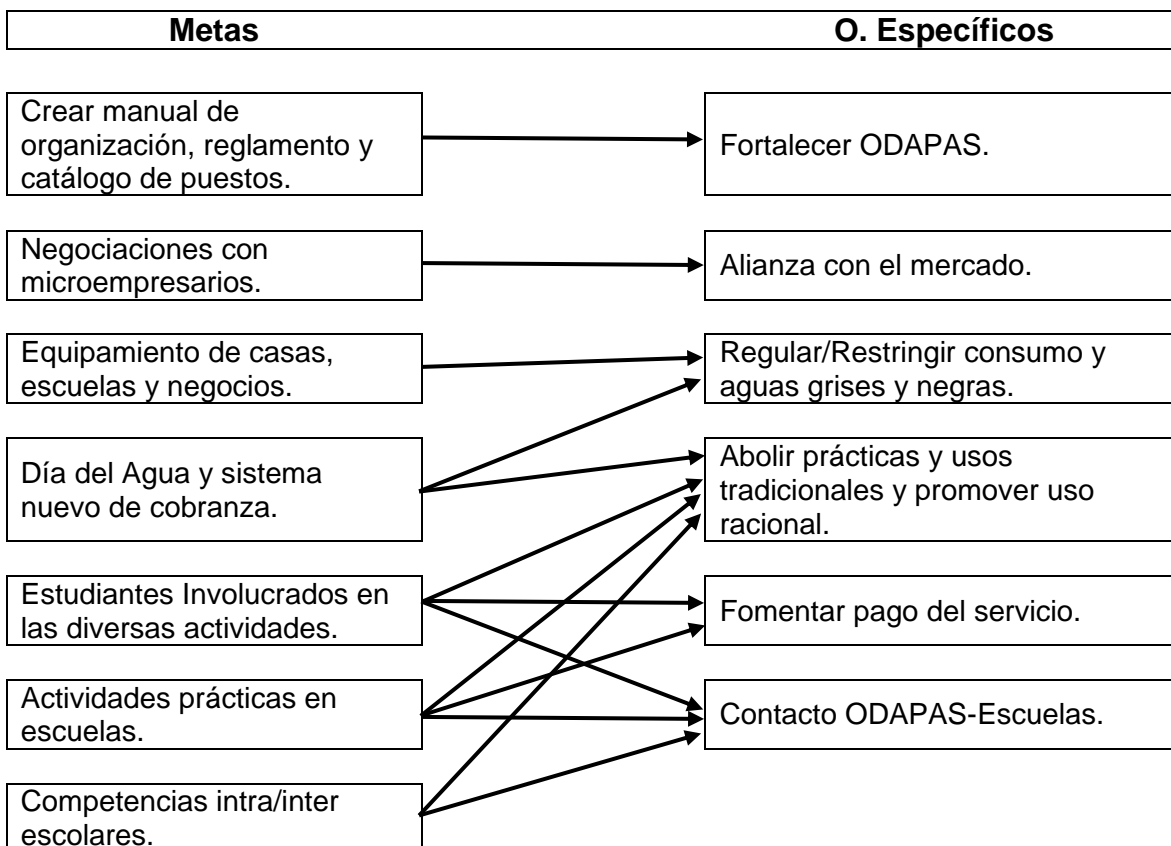 Metas
O. Específicos
Crear manual de
organización, reglamento y
catálogo de puestos.
Fortalecer ODAPAS.
Negociaciones con
microempresarios.
Alianza con el mercado.
Equipamiento de casas,
escuelas y negocios.
Regular/Restringir consumo y
aguas grises y negras.
Día del Agua y sistema
nuevo de cobranza.
Abolir prácticas y usos
tradicionales y promover uso
racional.
Estudiantes Involucrados en
las diversas actividades.
Fomentar pago del servicio.
Actividades prácticas en
escuelas.
Contacto ODAPAS-Escuelas.
Competencias intra/inter
escolares.